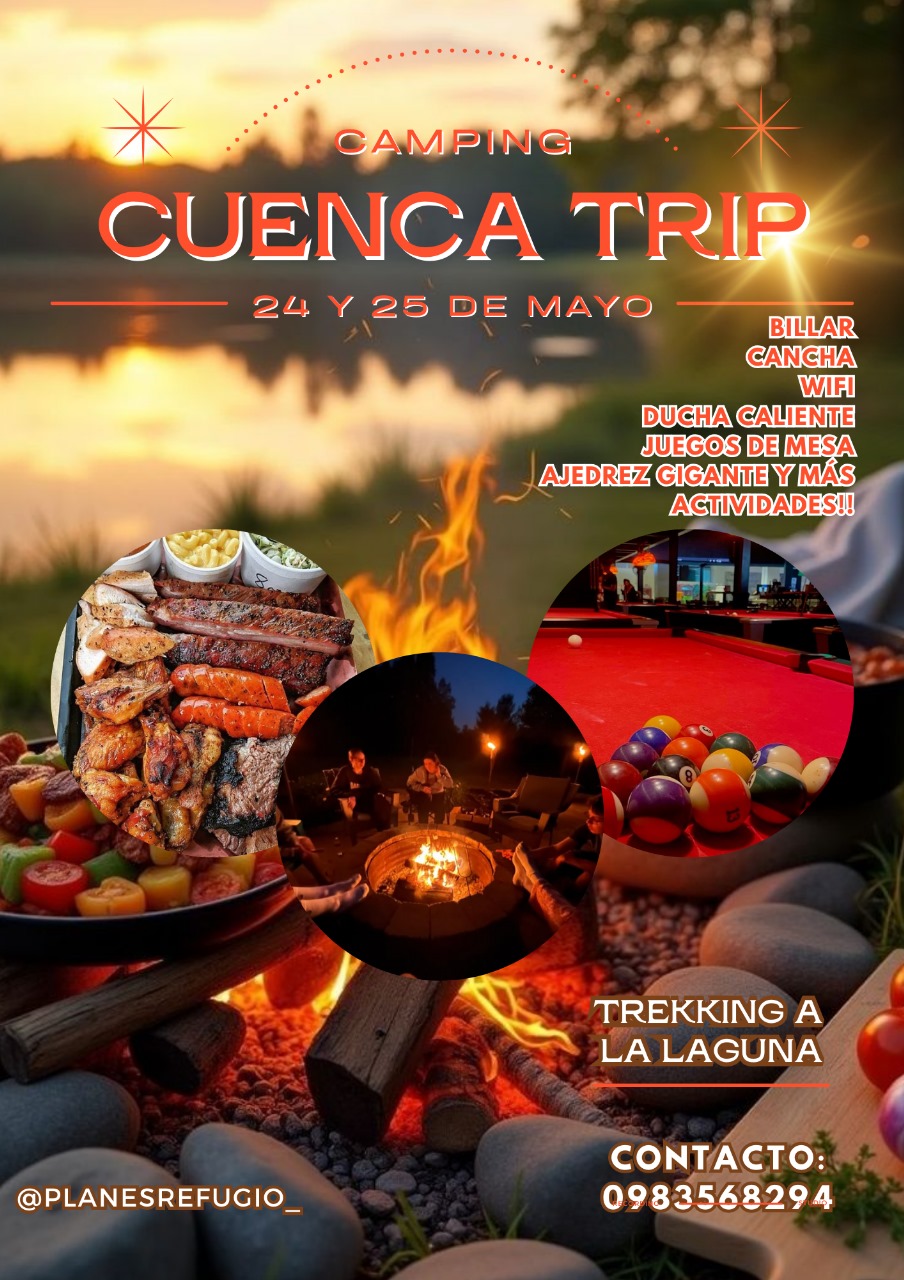 CAMPING
CUENCA TRIP
24 Y 25 DE MAYO
BILLAR
CANCHA
WIFI
DUCHA CALIENTE
JUEGOS DE MESA
AJEDREZ GIGANTE Y MÁS
ACTIVIDADES!!
TREKKING A
LA LAGUNA
CONTACTO:
0983568294
@PLANESREFUGIO_